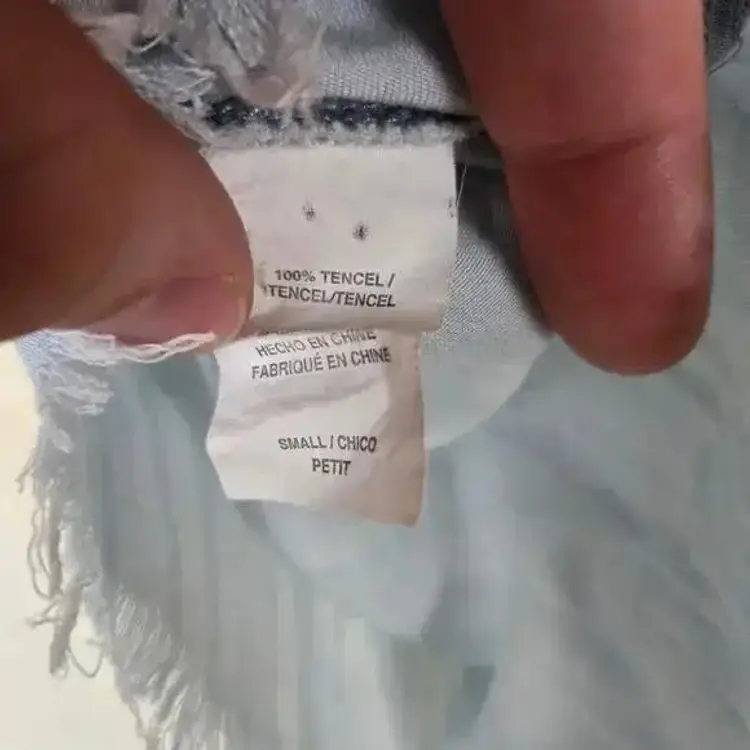 100% TENCEL /
TENCEL/TENCEL
HECHO EN CHINE
FABRIQUÉ EN CHINE
SMALL / CHICO
PETIT